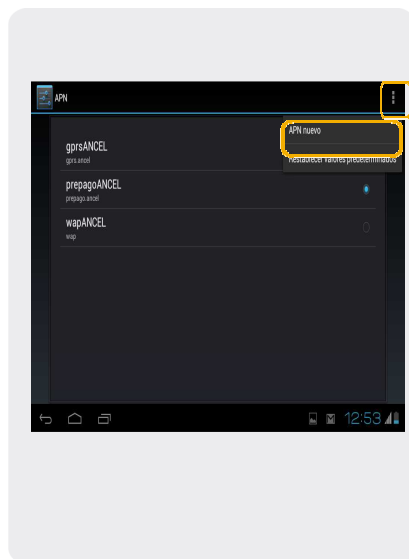 APN
APN nuevo
Restablecer valores predeterminados
gprsANCEL
gprs.ancel
prepagoANCEL
prepago.ancel
wapANCEL
wap
12:53